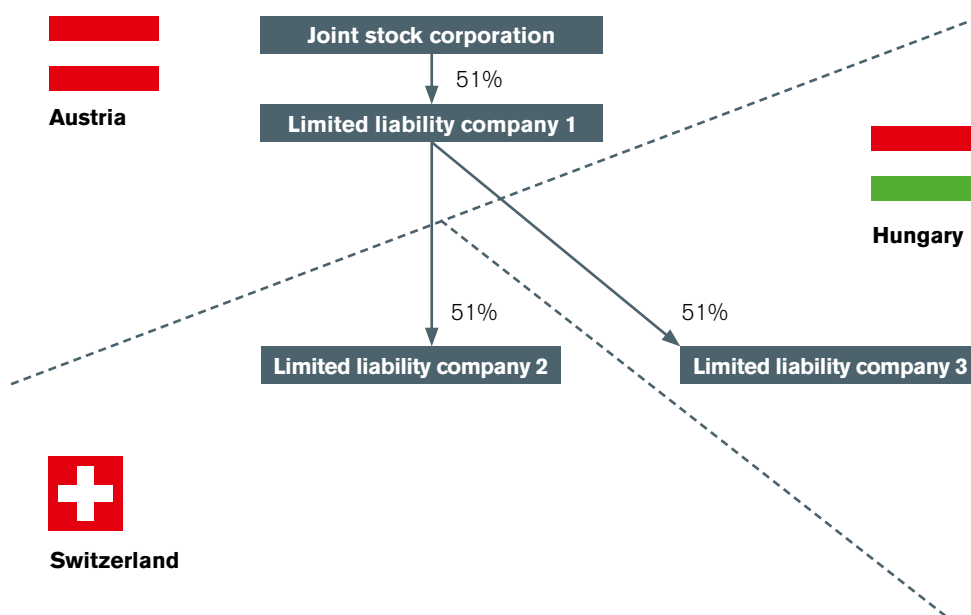 Joint stock corporation
51%
Austria
Limited liability company 1
Hungary
51%
51%
Limited liability company 2
Limited liability company 3
Switzerland